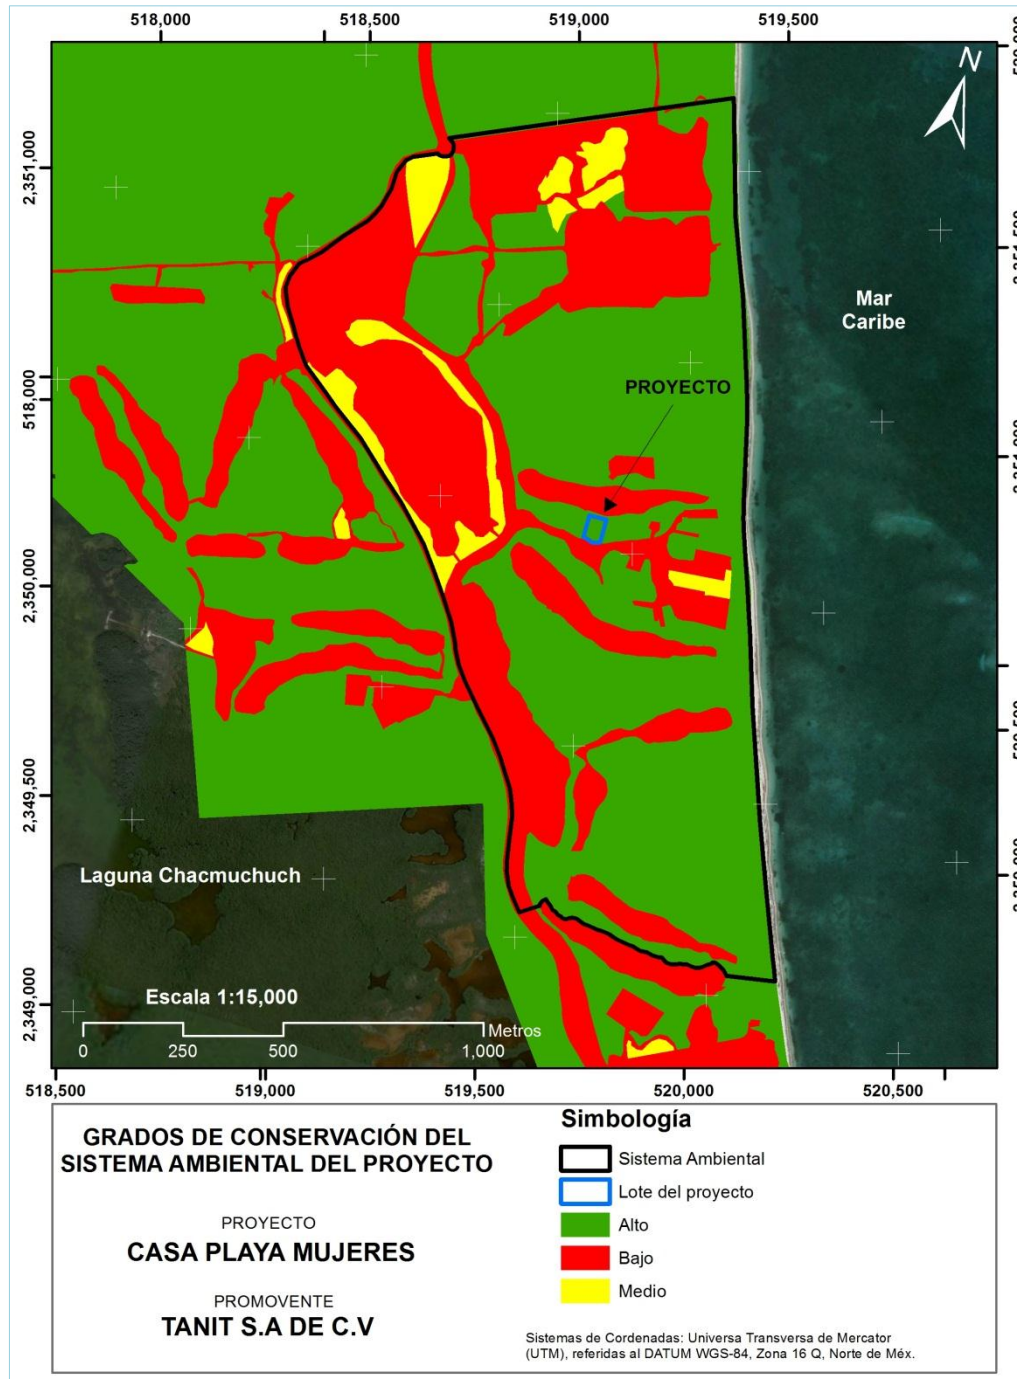 518,000
518,500
519,000
519,500
N
2,351,000
518,000
2,350,000
2,349,500
2,349,000
Mar
Caribe
PROYECTO
Laguna Chacmuchuch
Escala 1:15,000
Metros
0
250
500
1,000
518,500
519,000
519,500
520,000
520,500
GRADOS DE CONSERVACIÓN DEL
SISTEMA AMBIENTAL DEL PROYECTO
PROYECTO
CASA PLAYA MUJERES
PROMOVENTE
TANIT S.A DE C.V
Simbología
Sistema Ambiental
Lote del proyecto
Alto
Bajo
Medio
Sistemas de Cordenadas: Universa Transversa de Mercator
(UTM), referidas al DATUM WGS-84, Zona 16 Q, Norte de Méx.